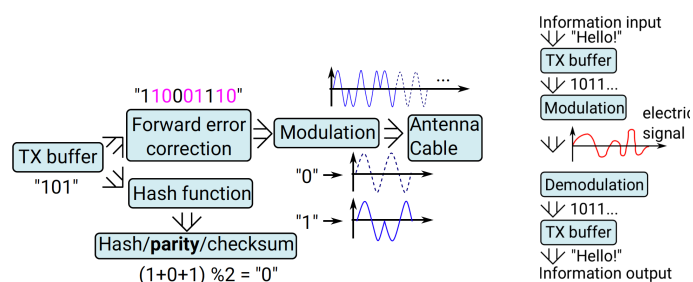 "110001110"
...
Forward error
correction
Modulation
Antenna
Cable
TX buffer
"101"
Hash function
"0"
"1"
Hash/parity/checksum
(1+0+1) %2 = "0"
Information input
"Hello!"
TX buffer
1011...
Modulation
electric
signal
Demodulation
1011...
TX buffer
"Hello!"
Information output